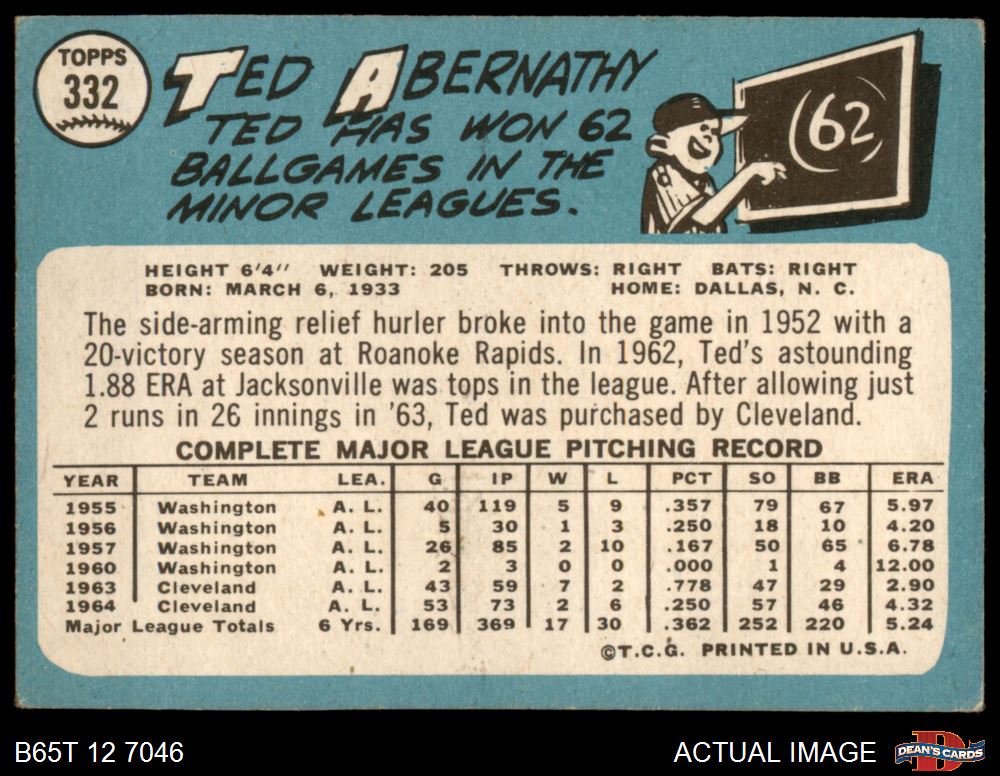 TOPPS
332
TED ABERNATHY
TED HAS WON 62
BALLGAMES IN THE
MINOR LEAGUES.
62
HEIGHT 6'4" WEIGHT: 205 THROWS: RIGHT BATS: RIGHT
BORN: MARCH 6, 1933 HOME: DALLAS, N. C.
The side-arming relief hurler broke into the game in 1952 with a
20-victory season at Roanoke Rapids. In 1962, Ted's astounding
1.88 ERA at Jacksonville was tops in the league. After allowing just
2 runs in 26 innings in '63, Ted was purchased by Cleveland.
COMPLETE MAJOR LEAGUE PITCHING RECORD
YEAR TEAM LEA. G IP W L PCT SO BB ERA
1955 Washington A. L. 40 119 5 9 .357 79 67 5.97
1956 Washington A. L. 5 30 1 3 .250 18 10 4.20
1957 Washington A. L. 26 85 2 10 .167 50 65 6.78
1960 Washington A. L. 2 3 0 0 .000 1 4 12.00
1963 Cleveland A. L. 43 59 7 2 .778 47 29 2.90
1964 Cleveland A. L. 53 73 2 6 .250 57 46 4.32
Major League Totals 6 Yrs. 169 369 17 30 .362 252 220 5.24
©T.C.G. PRINTED IN U.S.A.
B65T 12 7046 ACTUAL IMAGE DEAN'S CARDS